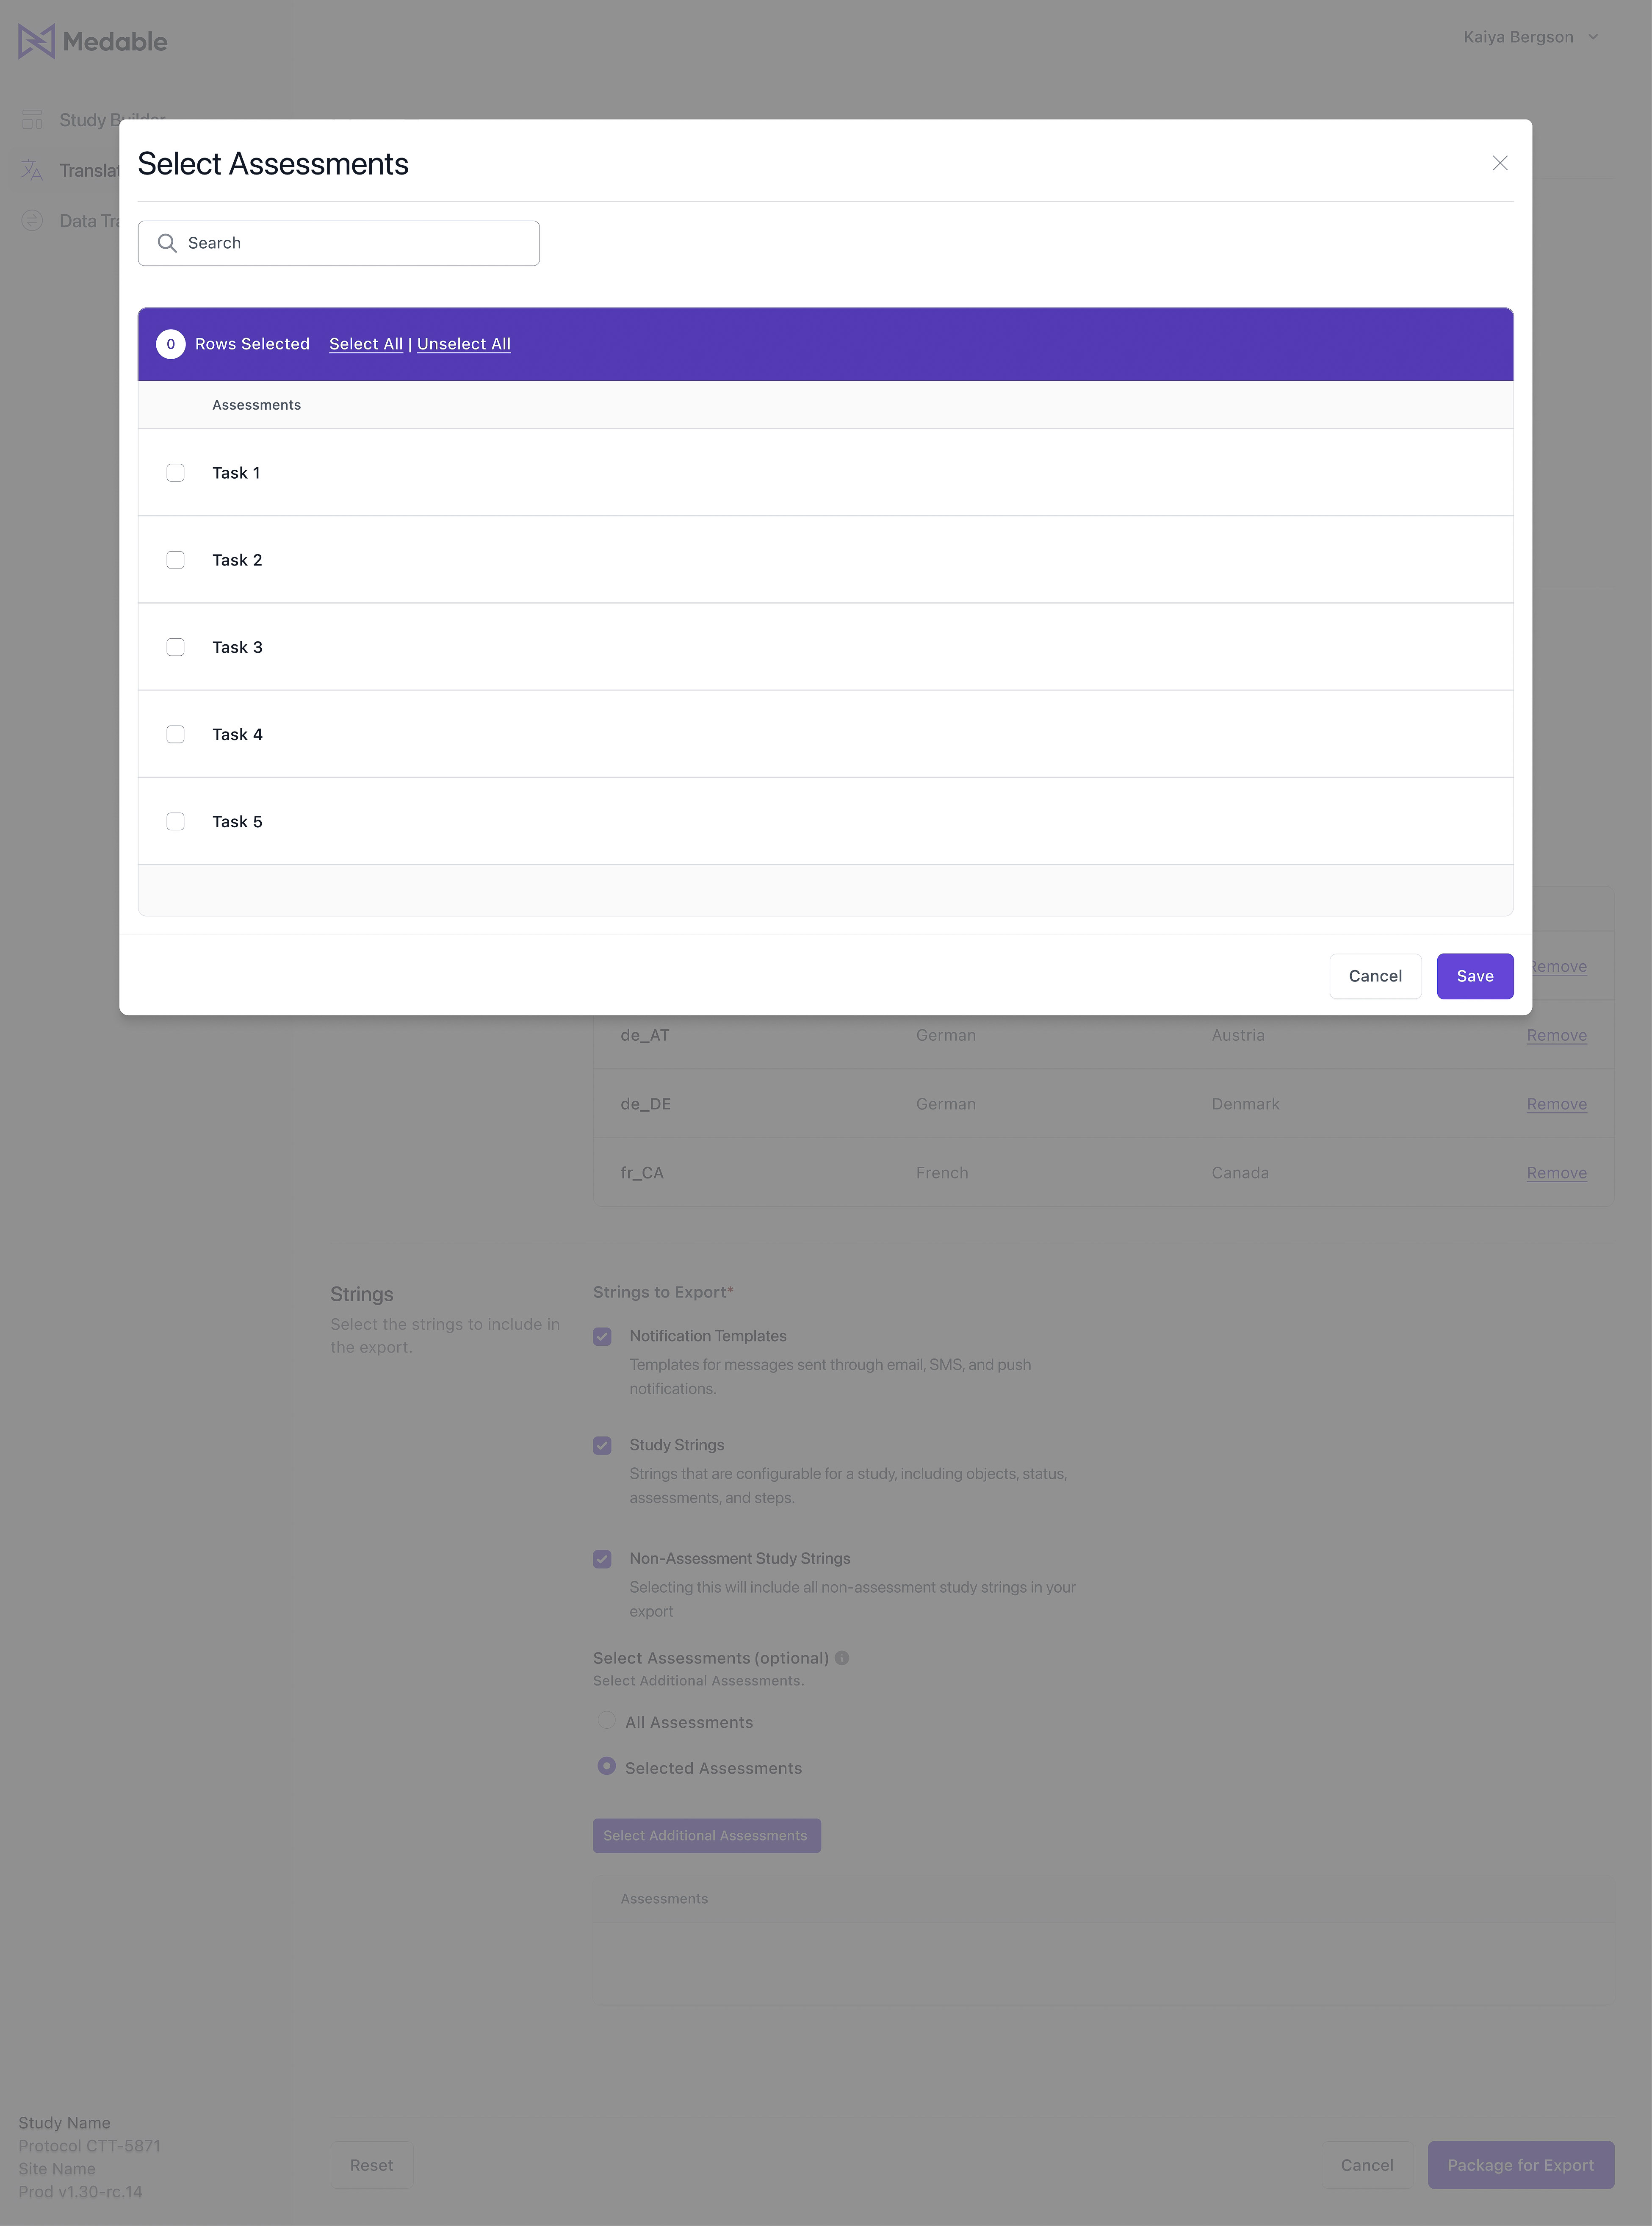 Medable
Kaiya Bergson
Study Builder
Select Assessments
Search
0 Rows Selected Select All | Unselect All
Assessments
Task 1
Task 2
Task 3
Task 4
Task 5
Cancel Save
Remove
de_AT German Austria Remove
de_DE German Denmark Remove
fr_CA French Canada Remove
Strings
Select the strings to include in
the export.
Strings to Export*
Notification Templates
Templates for messages sent through email, SMS, and push
notifications.
Study Strings
Strings that are configurable for a study, including objects, status,
assessments, and steps.
Non-Assessment Study Strings
Selecting this will include all non-assessment study strings in your
export
Select Assessments (optional)
Select Additional Assessments.
All Assessments
Selected Assessments
Select Additional Assessments
Assessments
Study Name
Protocol CTT-5871
Site Name
Prod v1.30-rc.14
Reset
Cancel Package for Export